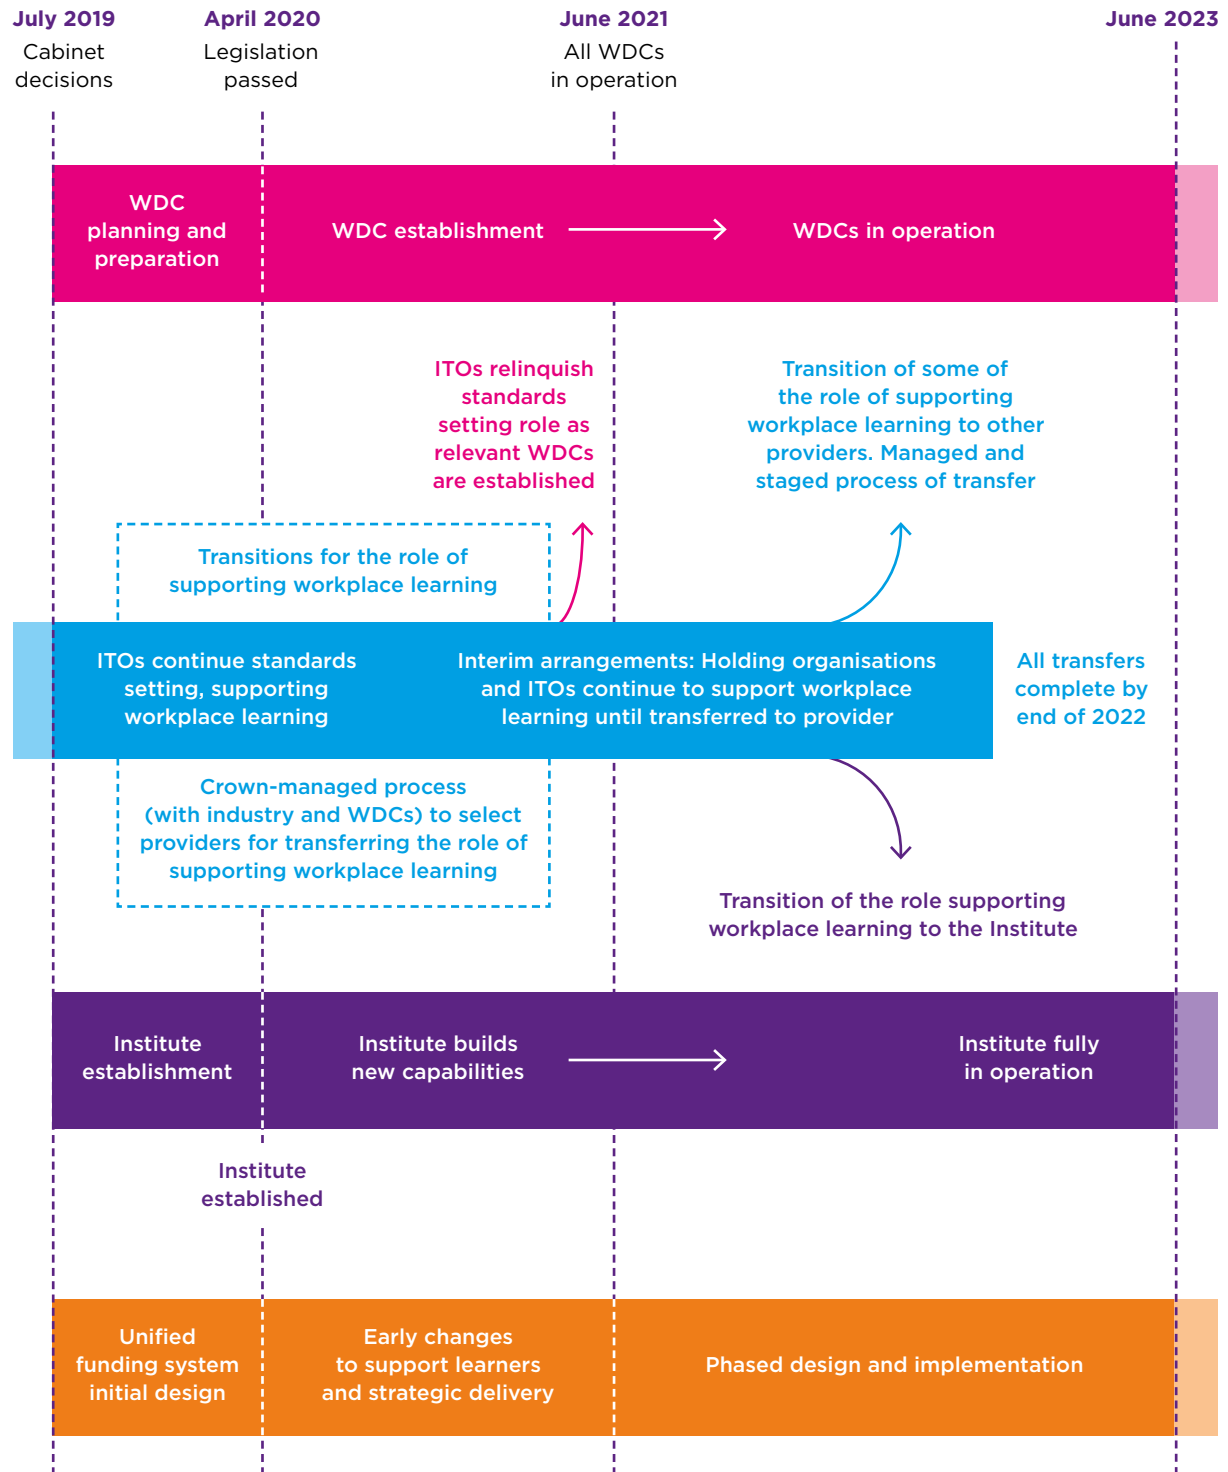 July 2019
Cabinet
decisions
April 2020
Legislation
passed
June 2021
All WDCs
in operation
June 2023
WDC
planning and
preparation
WDC establishment
WDCs in operation
ITOs relinquish
standards
setting role as
relevant WDCs
are established
Transition of some of
the role of supporting
workplace learning to other
providers. Managed and
staged process of transfer
Transitions for the role of
supporting workplace learning
ITOs continue standards
setting, supporting
workplace learning
Interim arrangements: Holding organisations
and ITOs continue to support workplace
learning until transferred to provider
All transfers
complete by
end of 2022
Crown-managed process
(with industry and WDCs) to select
providers for transferring the role of
supporting workplace learning
Transition of the role supporting
workplace learning to the Institute
Institute
establishment
Institute builds
new capabilities
Institute fully
in operation
Institute
established
Unified
funding system
initial design
Early changes
to support learners
and strategic delivery
Phased design and implementation